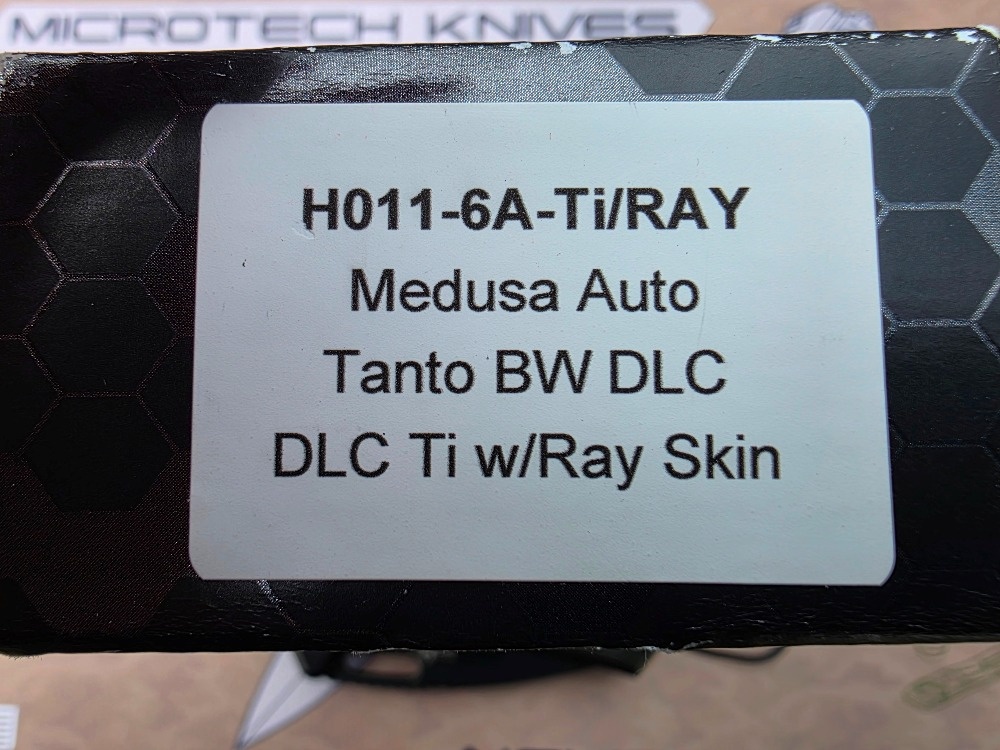 MICROTECH KNIVES
H011-6A-Ti/RAY
Medusa Auto
Tanto BW DLC
DLC Ti w/Ray Skin